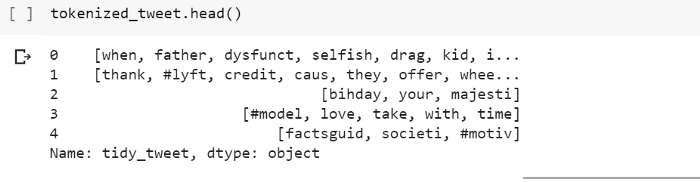 [ ] tokenized_tweet.head()
0 [when, father, dysfunct, selfish, drag, kid, i...
1 [thank, #lyft, credit, caus, they, offer, whee...
2 [bihday, your, majesti]
3 [#model, love, take, with, time]
4 [factsguid, societi, #motiv]
Name: tidy_tweet, dtype: object